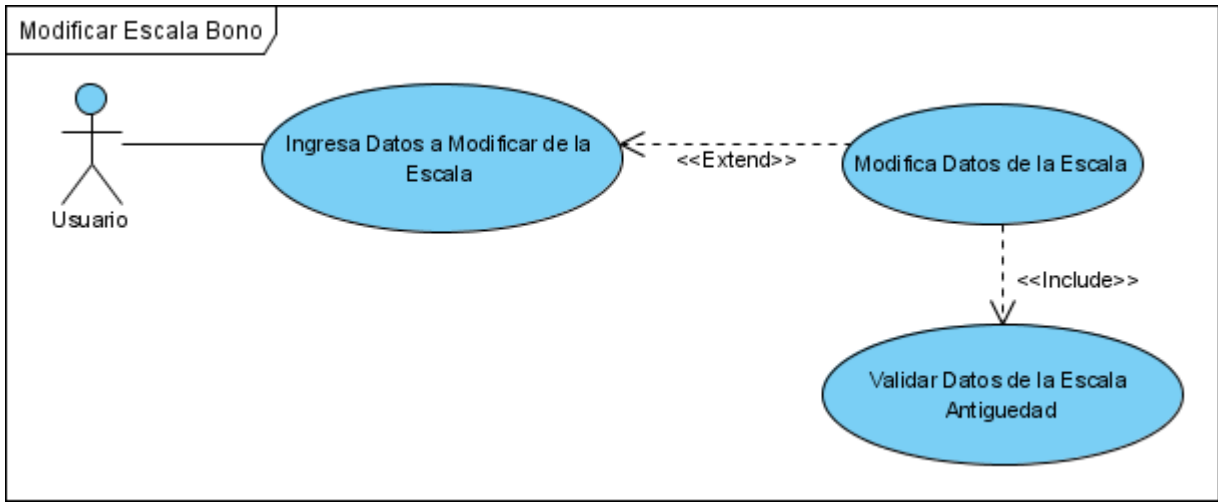 Modificar Escala Bono
Ingresa Datos a Modificar de la
Escala
<<Extend>>
Modifica Datos de la Escala
Usuario
<<Include>>
Validar Datos de la Escala
Antiguedad